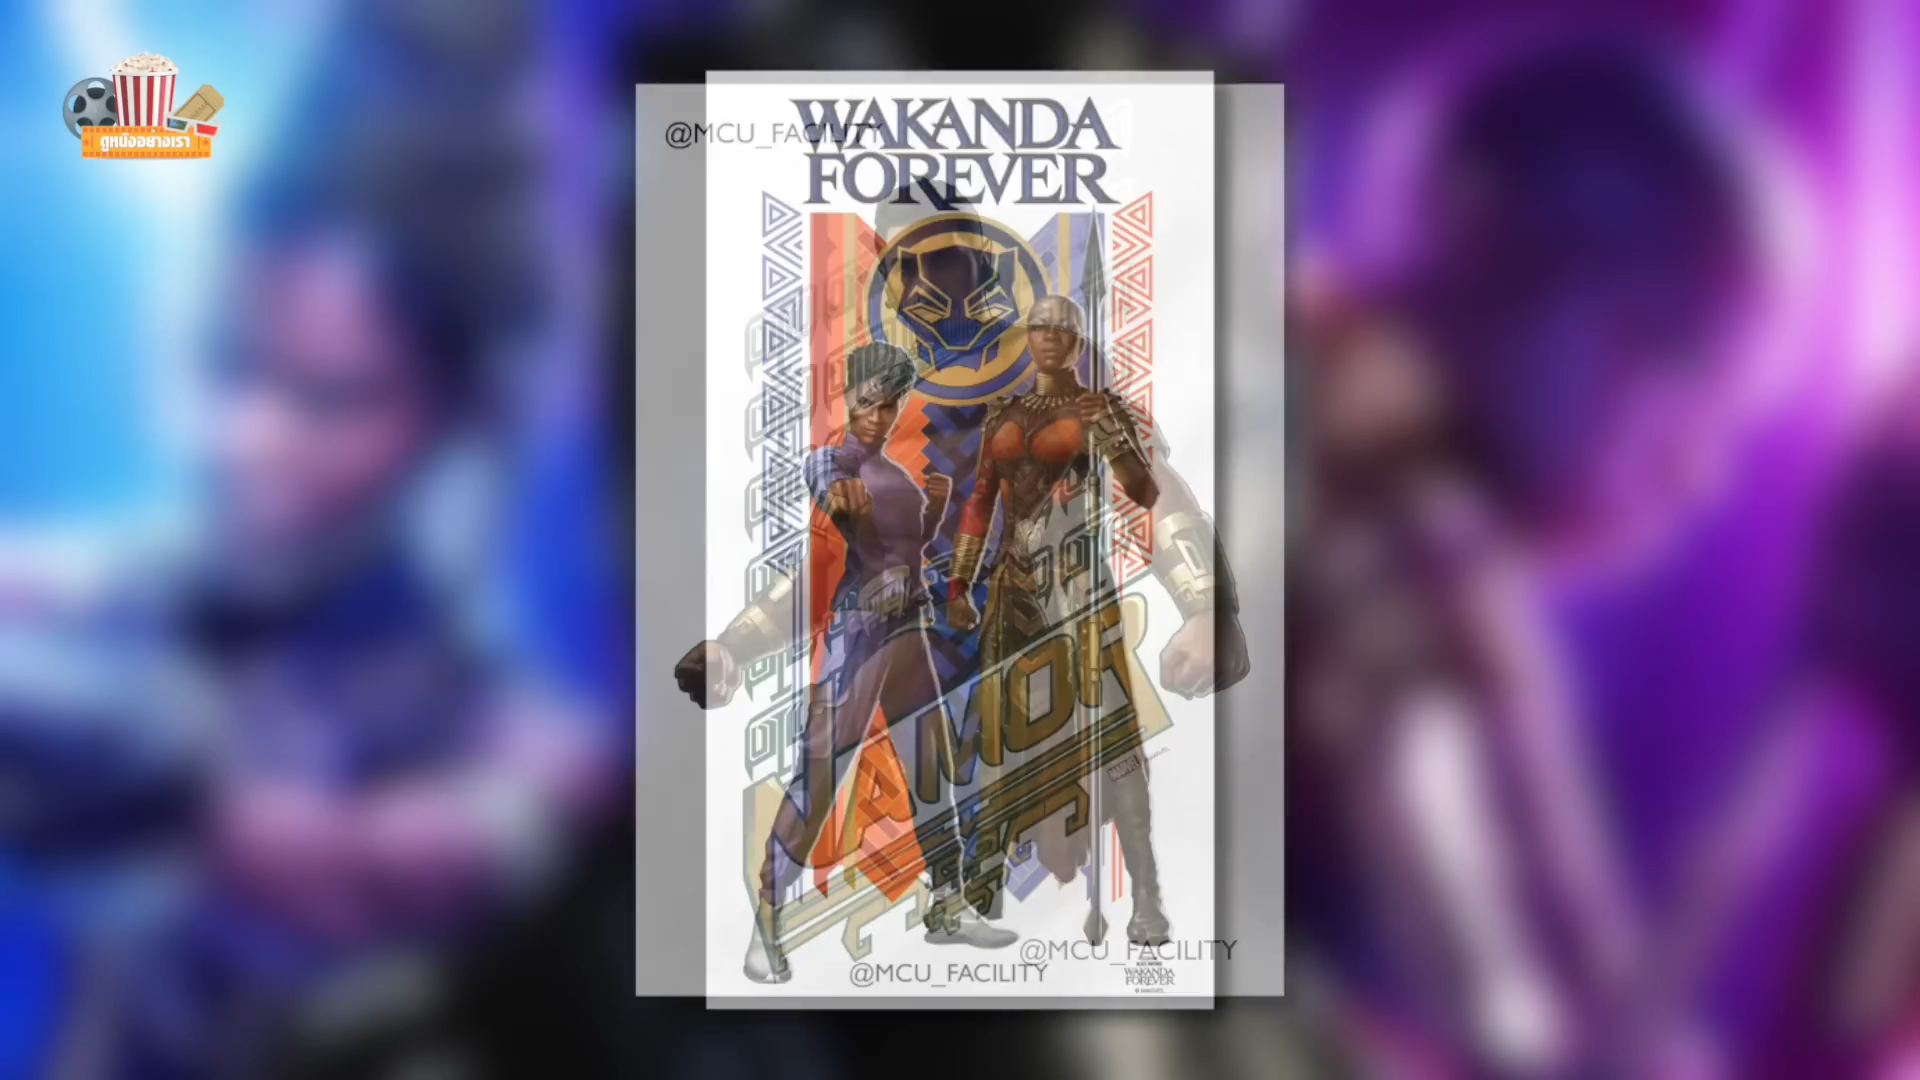 ดูหนังอย่างเรา
@MCU_FACILITY
WAKANDA
FOREVER
NAMOR
MARVEL
@MCU_FACILITY
@MCU_FACILITY
WAKANDA
FOREVER